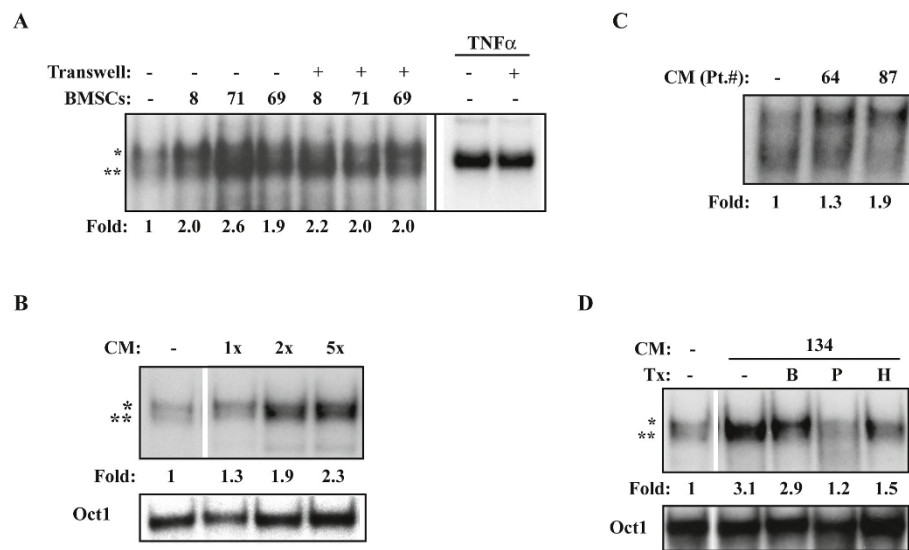 A
TNFα
Transwell: - - - - + + + - +
BMSCs: - 8 71 69 8 71 69 - -
*
**
Fold: 1 2.0 2.6 1.9 2.2 2.0 2.0
C
CM (Pt.#) - 64 87
Fold: 1 1.3 1.9
B
CM: - 1x 2x 5x
*
**
Fold: 1 1.3 1.9 2.3
Oct1
D
CM: - 134
Tx: - - B P H
*
**
Fold: 1 3.1 2.9 1.2 1.5
Oct1